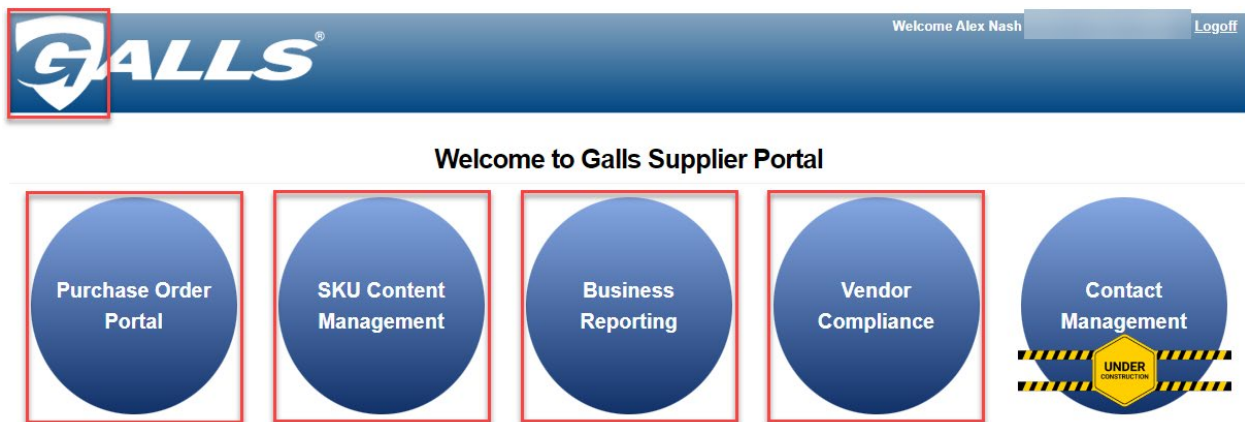 GALLS®
Welcome Alex Nash
Logoff
Welcome to Galls Supplier Portal
Purchase Order
Portal
SKU Content
Management
Business
Reporting
Vendor
Compliance
Contact
Management
UNDER
CONSTRUCTION